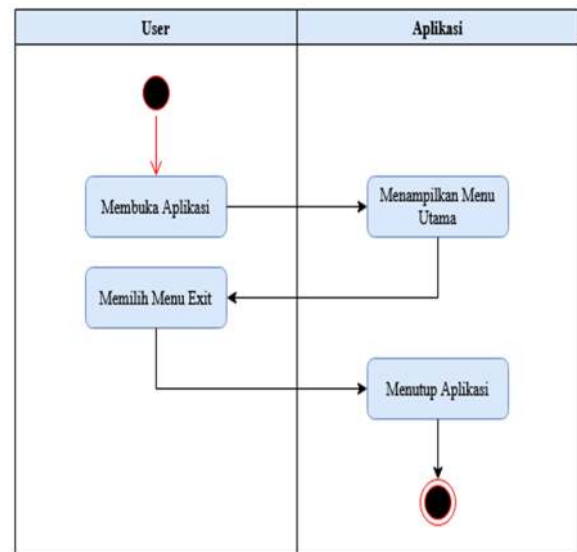 User
Aplikasi
Membuka Aplikasi
Menampilkan Menu
Utama
Memilih Menu Exit
Menutup Aplikasi